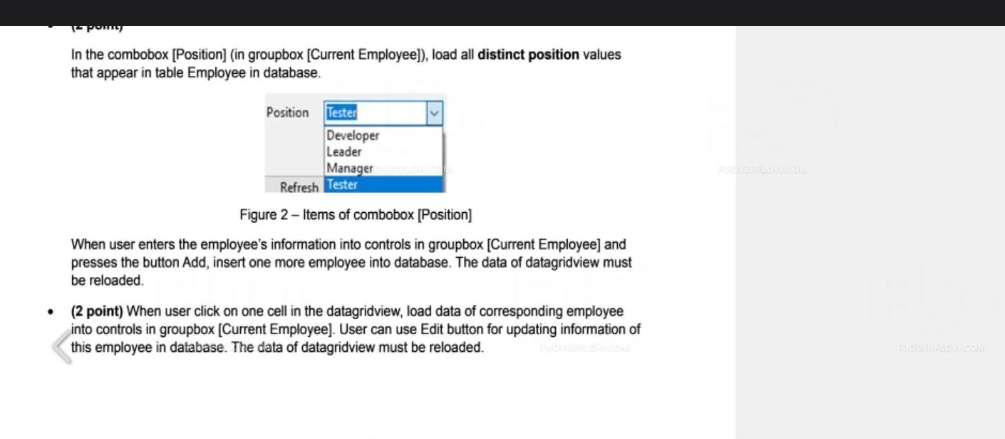 • (2 point)
In the combobox [Position] (in groupbox [Current Employee]), load all distinct position values
that appear in table Employee in database.
Position Tester
Developer
Leader
Manager
Refresh Tester
Figure 2 – Items of combobox [Position]
When user enters the employee's information into controls in groupbox [Current Employee] and
presses the button Add, insert one more employee into database. The data of datagridview must
be reloaded.
• (2 point) When user click on one cell in the datagridview, load data of corresponding employee
into controls in groupbox [Current Employee]. User can use Edit button for updating information of
this employee in database. The data of datagridview must be reloaded.